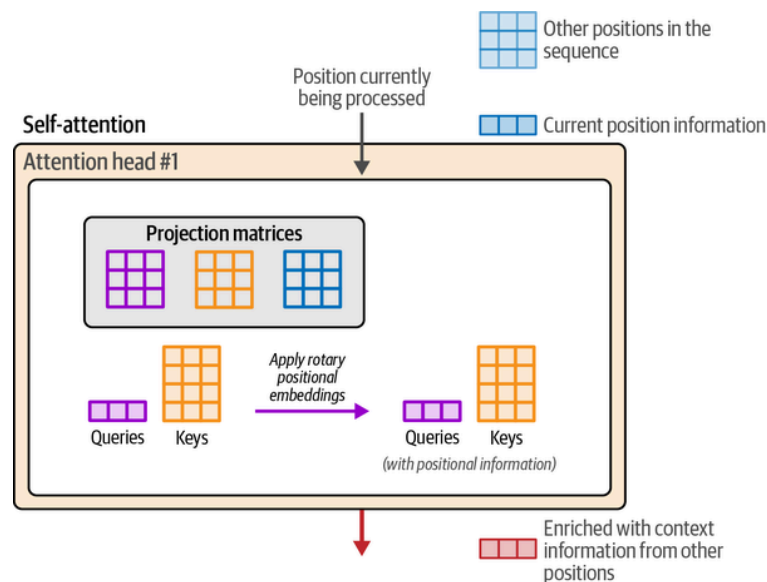 Other positions in the
sequence
Position currently
being processed
Self-attention
Current position information
Attention head #1
Projection matrices
Apply rotary
positional
embeddings
Queries
Keys
Queries
Keys
(with positional information)
Enriched with context
information from other
positions